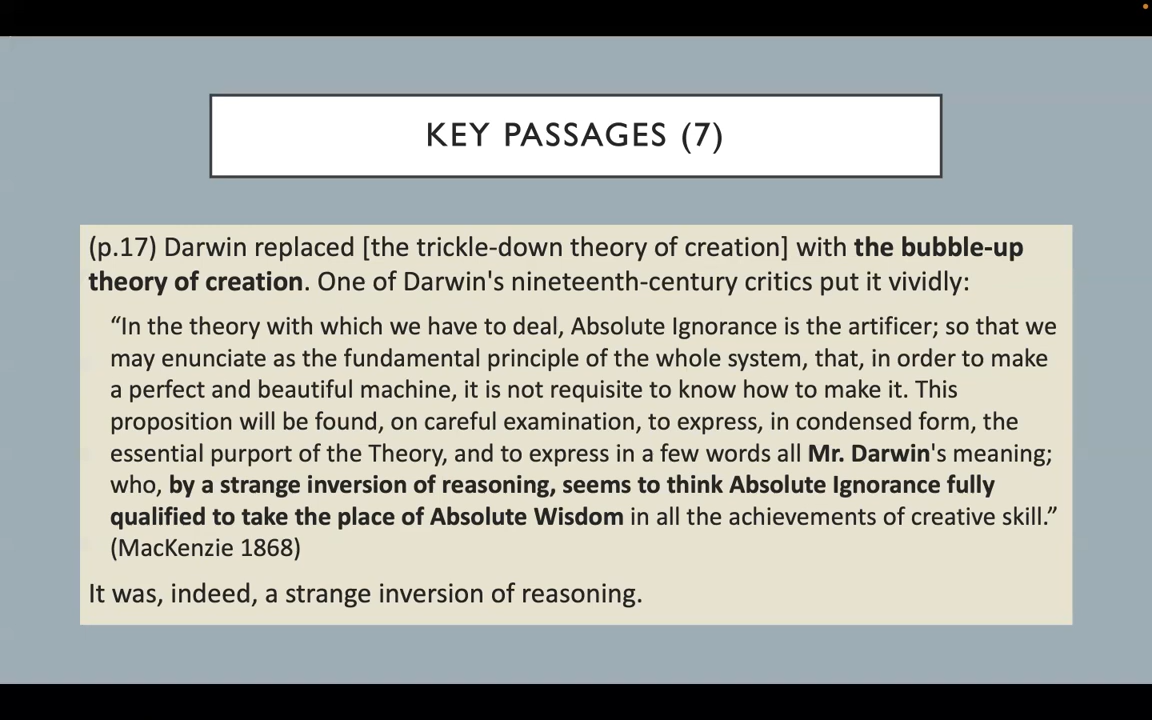 KEY PASSAGES (7)
(p.17) Darwin replaced [the trickle-down theory of creation] with the bubble-up
theory of creation. One of Darwin's nineteenth-century critics put it vividly:
“In the theory with which we have to deal, Absolute Ignorance is the artificer; so that we
may enunciate as the fundamental principle of the whole system, that, in order to make
a perfect and beautiful machine, it is not requisite to know how to make it. This
proposition will be found, on careful examination, to express, in condensed form, the
essential purport of the Theory, and to express in a few words all Mr. Darwin's meaning;
who, by a strange inversion of reasoning, seems to think Absolute Ignorance fully
qualified to take the place of Absolute Wisdom in all the achievements of creative skill.”
(MacKenzie 1868)
It was, indeed, a strange inversion of reasoning.